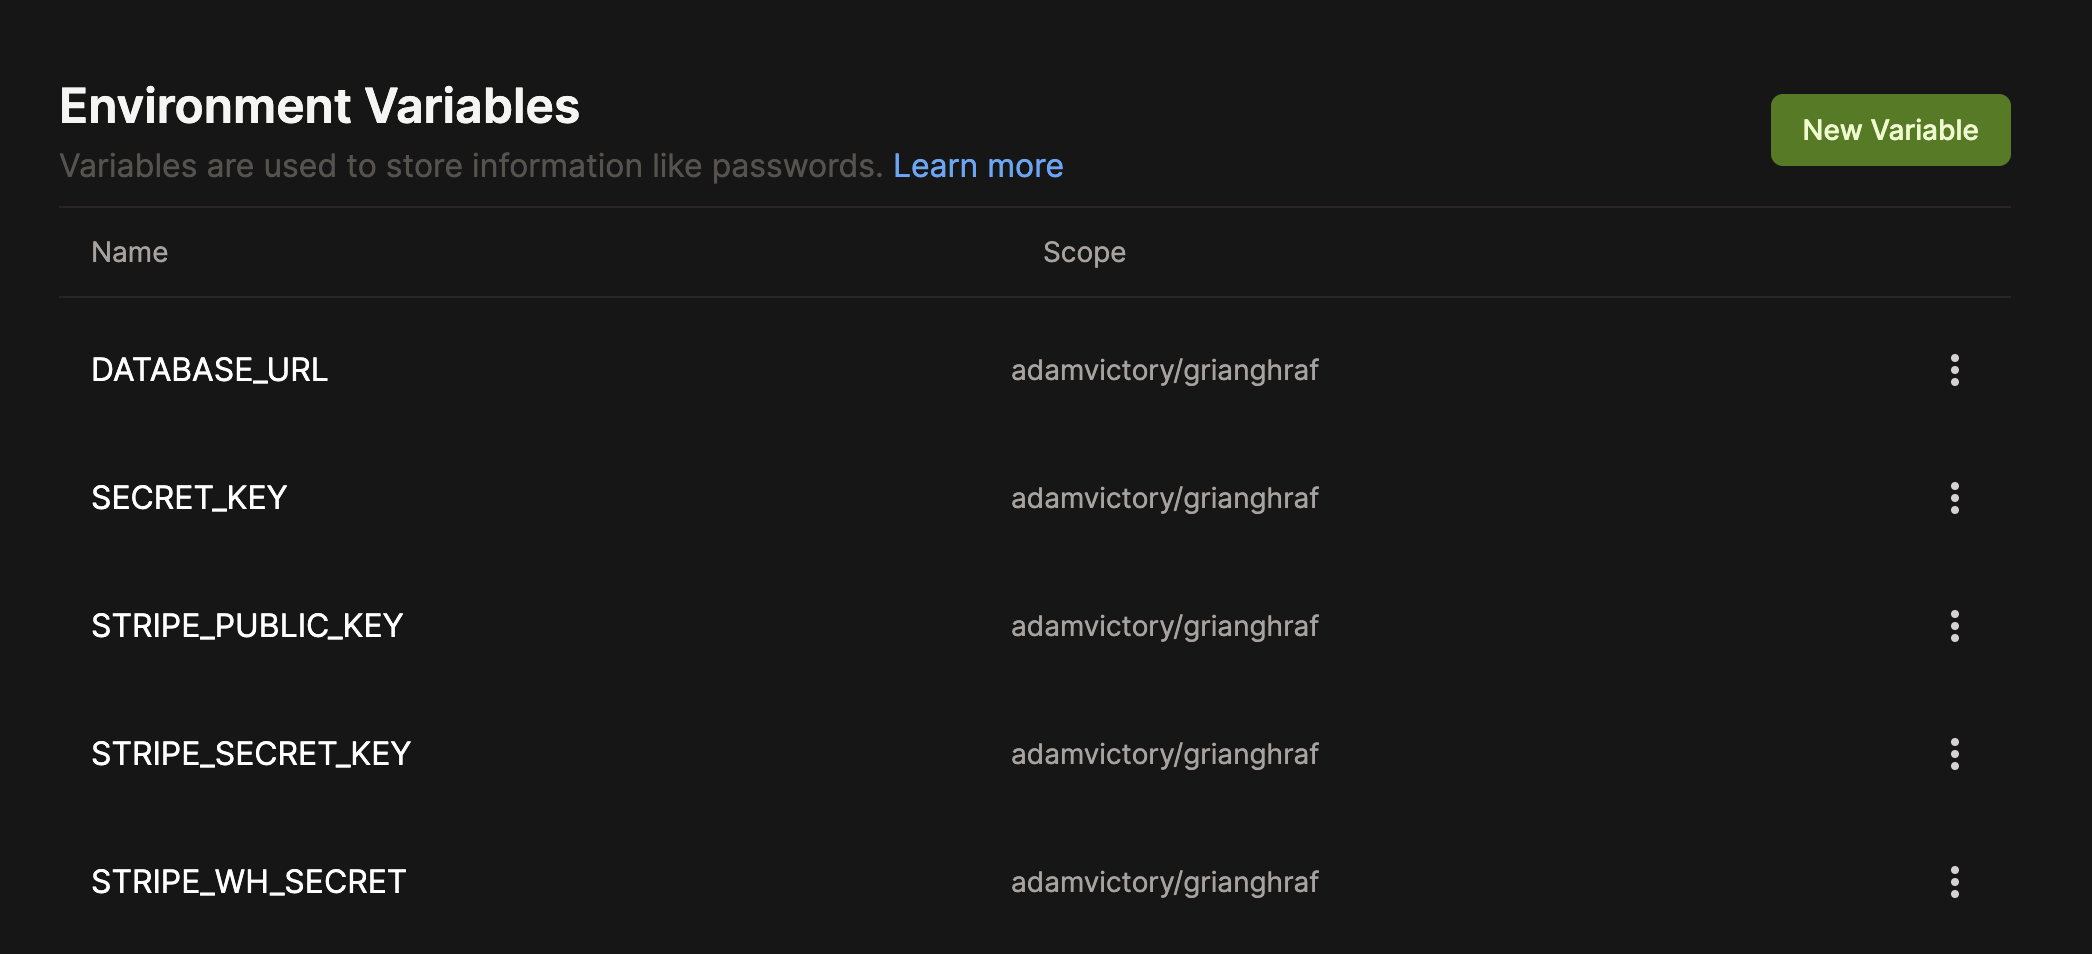 Environment Variables
New Variable
Variables are used to store information like passwords. Learn more
Name Scope
DATABASE_URL adamvictory/grianghraf
SECRET_KEY adamvictory/grianghraf
STRIPE_PUBLIC_KEY adamvictory/grianghraf
STRIPE_SECRET_KEY adamvictory/grianghraf
STRIPE_WH_SECRET adamvictory/grianghraf